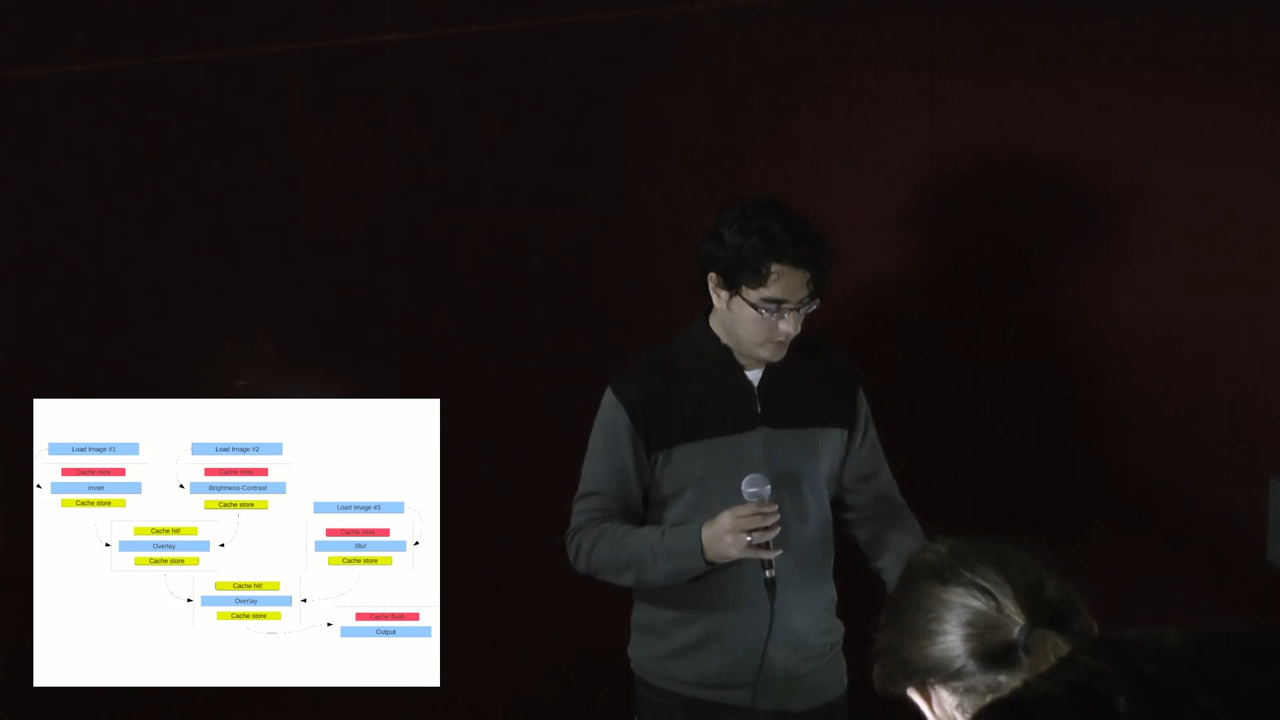 Load Image #1
Load Image #2
Cache miss
Cache miss
Invert
Brightness-Contrast
Cache store
Cache store
Load Image #3
Cache hit!
Cache miss
Overlay
Blur
Cache store
Cache store
Cache hit!
Overlay
Cache store
Cache flush
Output